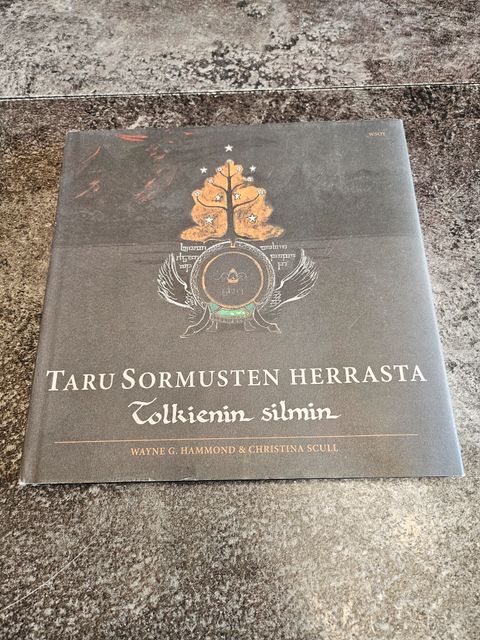 WSOY
TARU SORMUSTEN HERRASTA
Tolkienin silmin
WAYNE G. HAMMOND & CHRISTINA SCULL